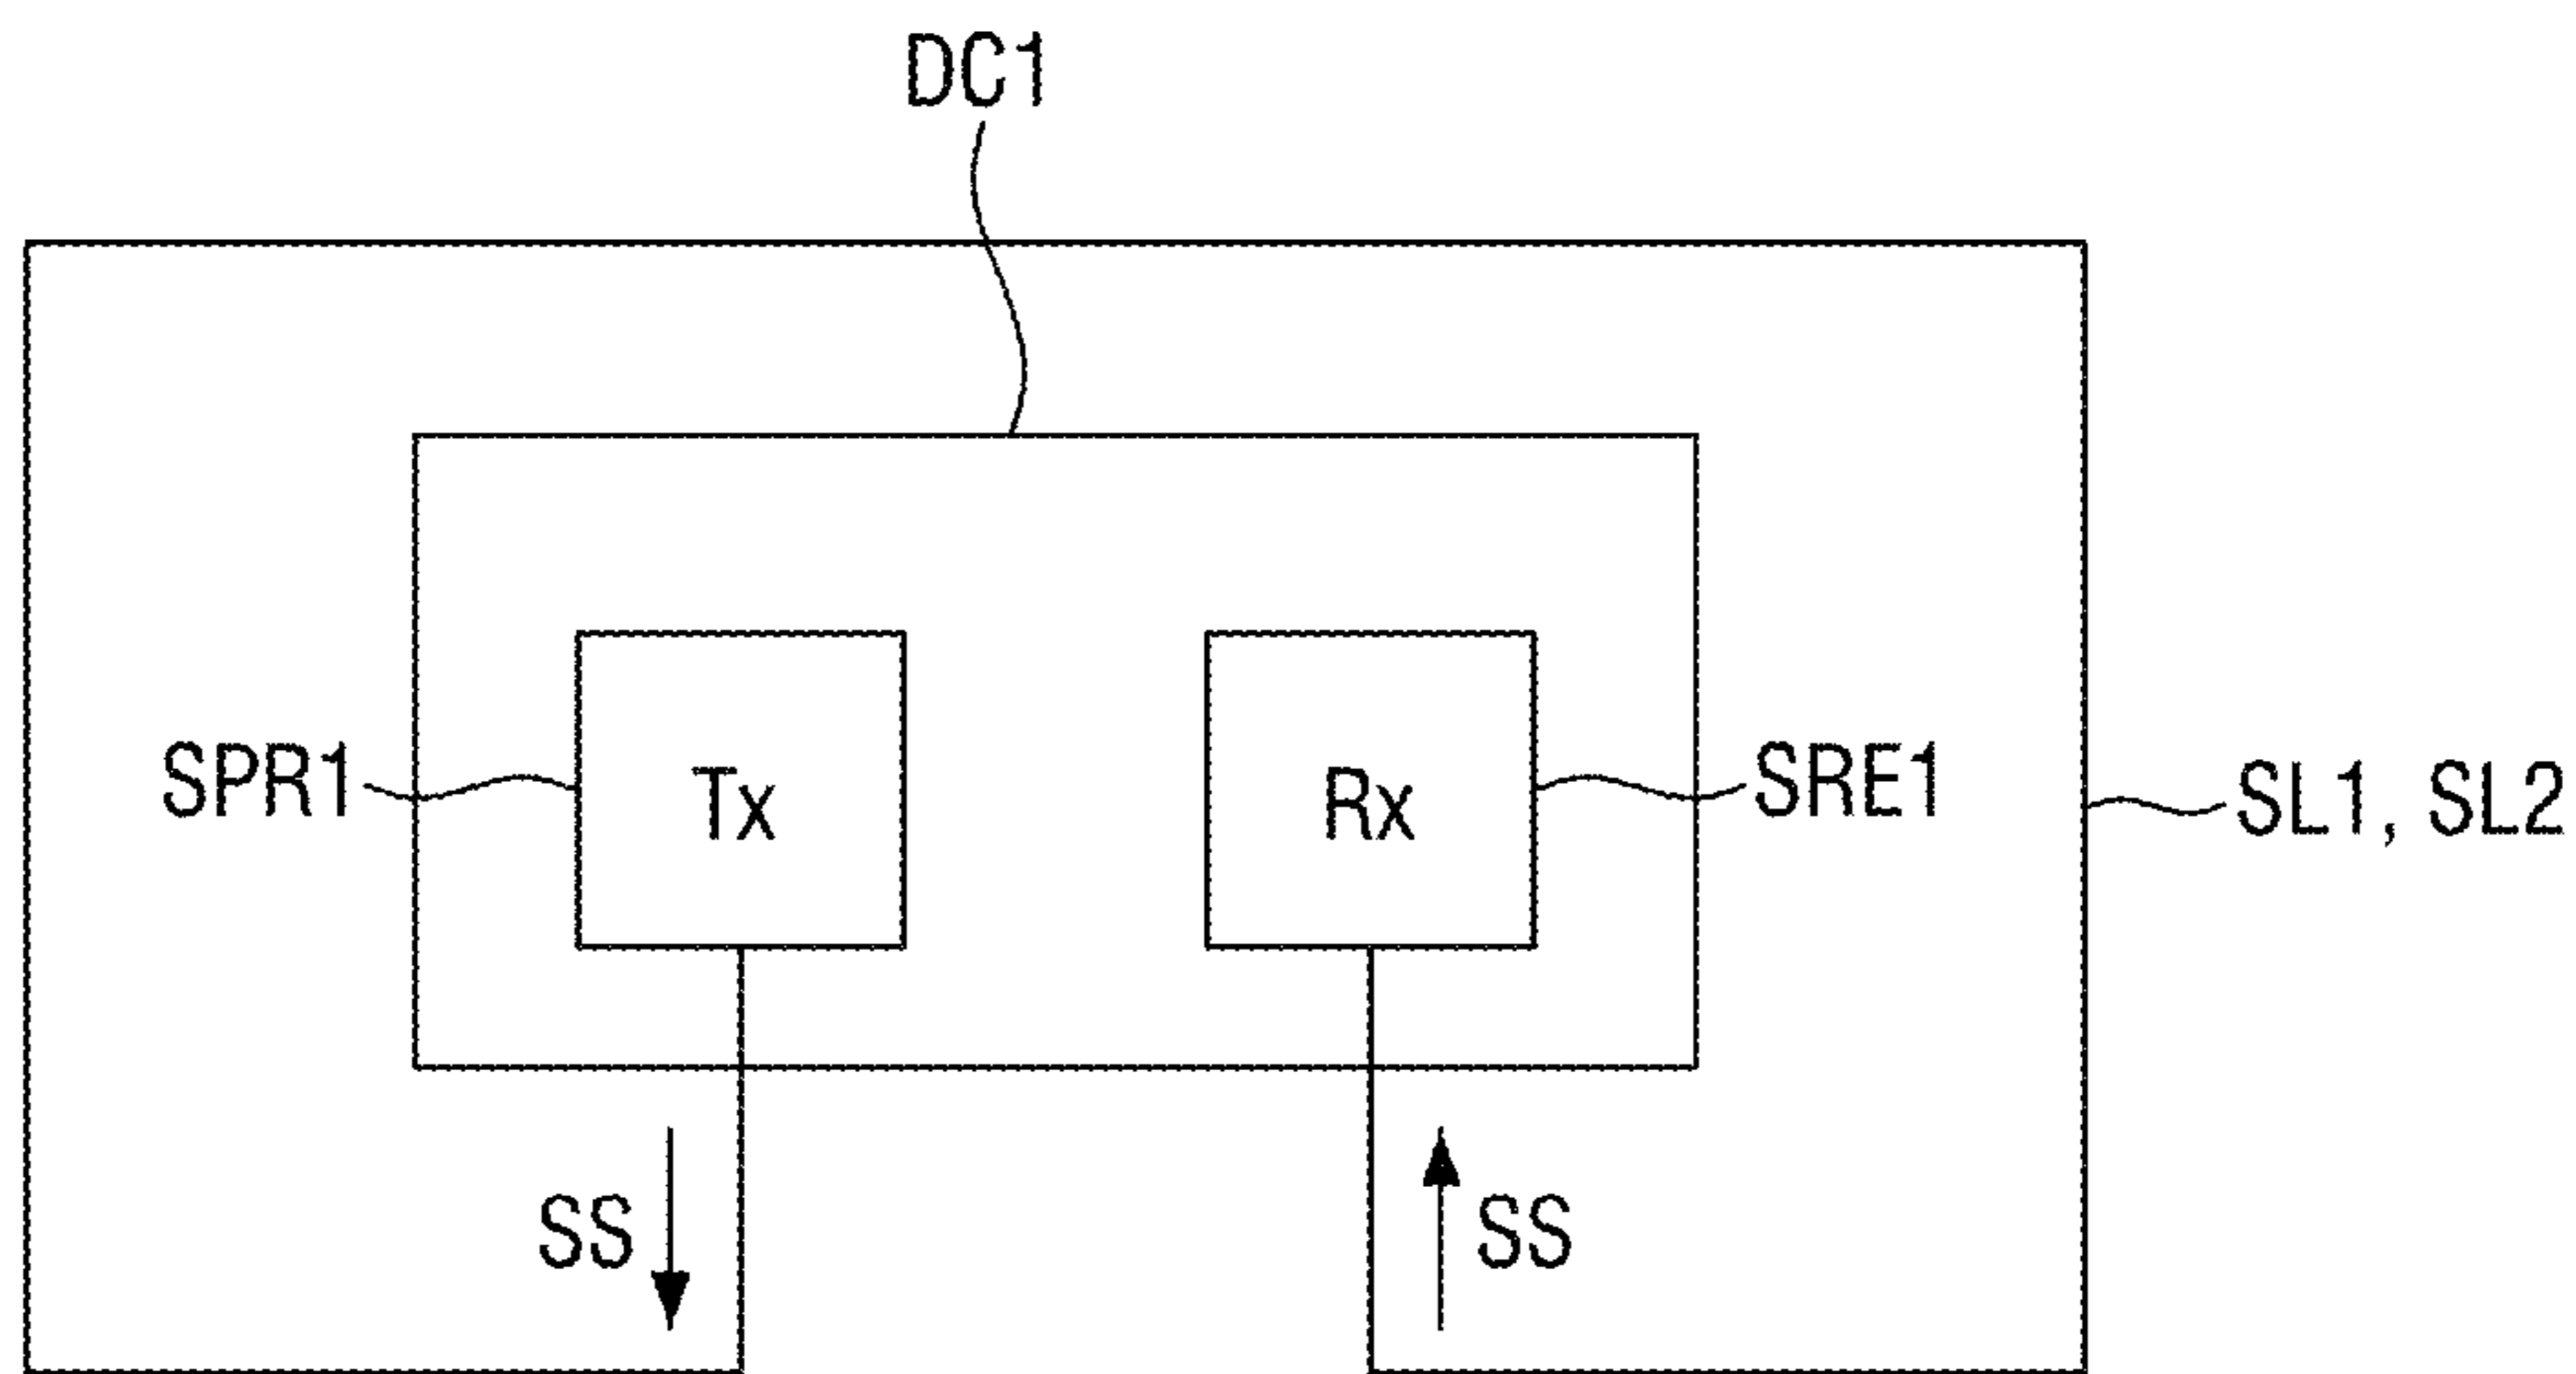 DC1
SPR1
Tx
Rx
SRE1
SL1, SL2
SS
SS